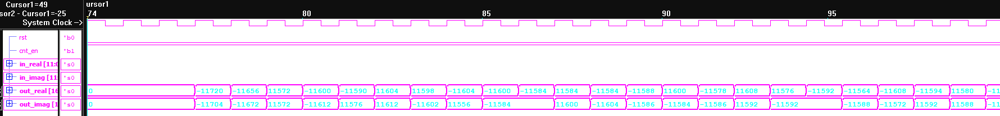 Cursor1=49 ursor1
sor2 - Cursor1=-25 74 80 85 90 95
System Clock ->
rst 'b0
cnt_en 'b1
in_real [11:0 's0
in_imag [11: 's0
out_real [16 's0 0 -11720 -11656 11572 -11600 -11590 11604 11598 -11604 -11600 -11584 11584 -11584 -11588 11600 -11578 11608 11576 -11592 -11564 -11608 -11594 11580 -11
out_imag [1 's0 0 -11704 -11672 11572 -11612 11576 11612 -11602 11556 -11584 11600 -11604 -11586 -11584 -11586 11592 -11592 -11588 -11572 11592 11588 -11